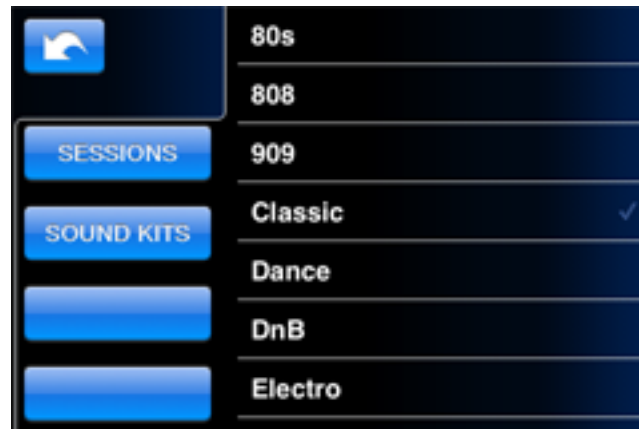 80s
808
SESSIONS
909
SOUND KITS
Classic
Dance
DnB
Electro